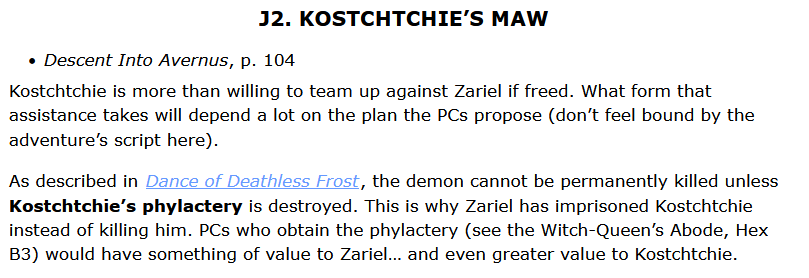 J2. KOSTCHTCHIE’S MAW
• Descent Into Avernus, p. 104
Kostchtchie is more than willing to team up against Zariel if freed. What form that
assistance takes will depend a lot on the plan the PCs propose (don’t feel bound by the
adventure’s script here).
As described in Dance of Deathless Frost, the demon cannot be permanently killed unless
Kostchtchie’s phylactery is destroyed. This is why Zariel has imprisoned Kostchtchie
instead of killing him. PCs who obtain the phylactery (see the Witch-Queen’s Abode, Hex
B3) would have something of value to Zariel… and even greater value to Kostchtchie.